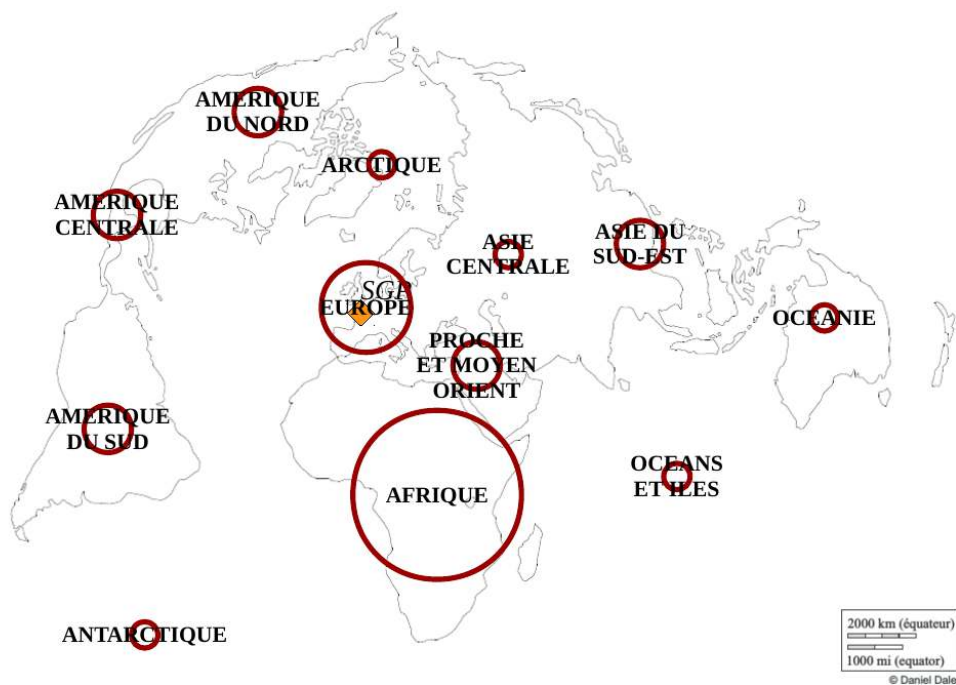 AMERIQUE
DU NORD
ARCTIQUE
AMERIQUE
CENTRALE
ASIE
CENTRALE
ASIE DU
SUD-EST
SGP
EUROPE
OCEANIE
PROCHE
ET MOYEN
ORIENT
AMERIQUE
DU SUD
OCEANS
ET ILES
AFRIQUE
ANTARCTIQUE
2000 km (équateur)
1000 mi (equator)
© Daniel Dale